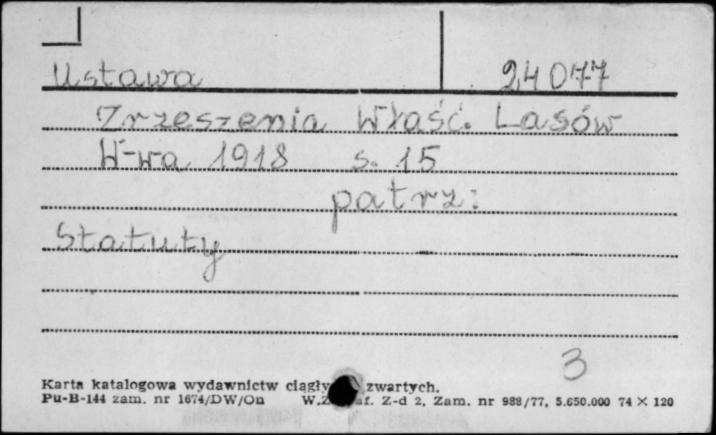 Ustawa 24077
Zrzeszenia Właśc. Lasów
W-wa 1918 s. 15
patrz:
Statuty
3
Karta katalogowa wydawnictw ciągły zwartych.
Pu-B-144 zam. nr 1674/DW/On W.Z af. Z-d 2, Zam. nr 988/77, 5.650.000 74 × 120